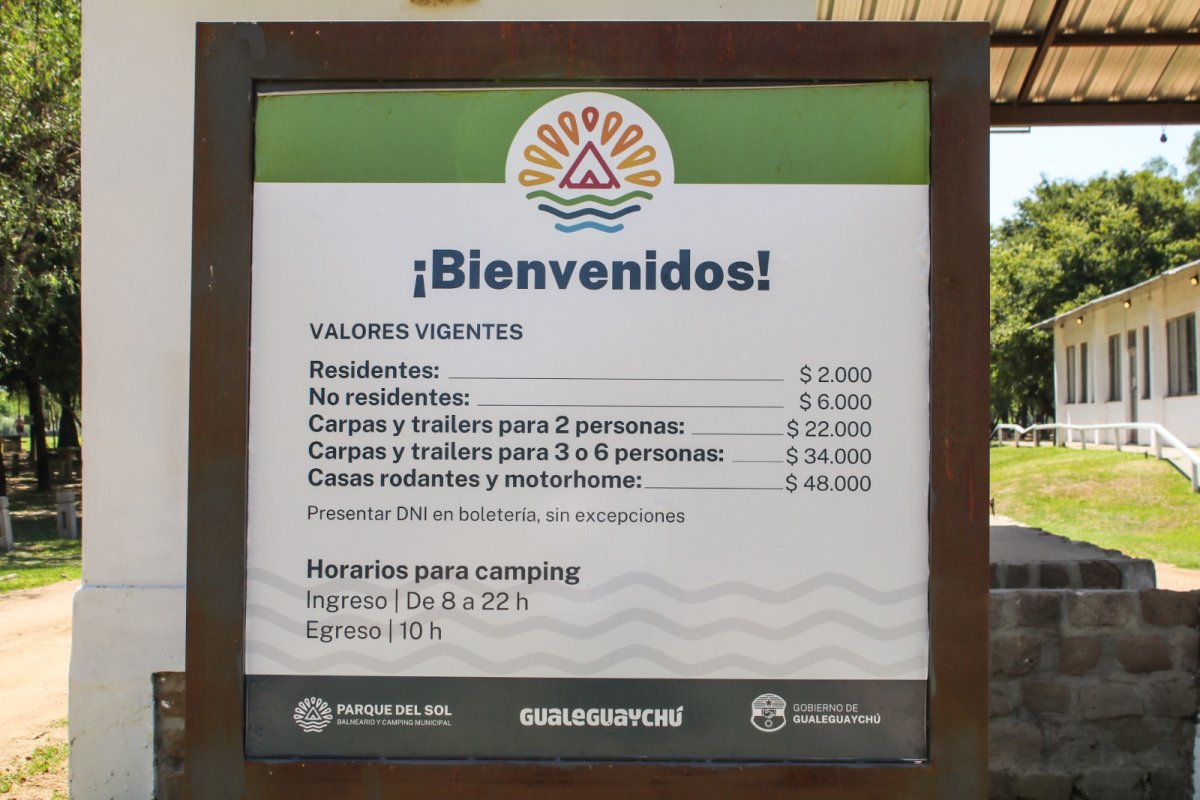 ¡Bienvenidos!
VALORES VIGENTES
Residentes: $ 2.000
No residentes: $ 6.000
Carpas y trailers para 2 personas: $ 22.000
Carpas y trailers para 3 o 6 personas: $ 34.000
Casas rodantes y motorhome: $ 48.000
Presentar DNI en boletería, sin excepciones
Horarios para camping
Ingreso | De 8 a 22 h
Egreso | 10 h
PARQUE DEL SOL
BALNEARIO Y CAMPING MUNICIPAL
GUALEGUAYCHÚ
GOBIERNO DE
GUALEGUAYCHÚ